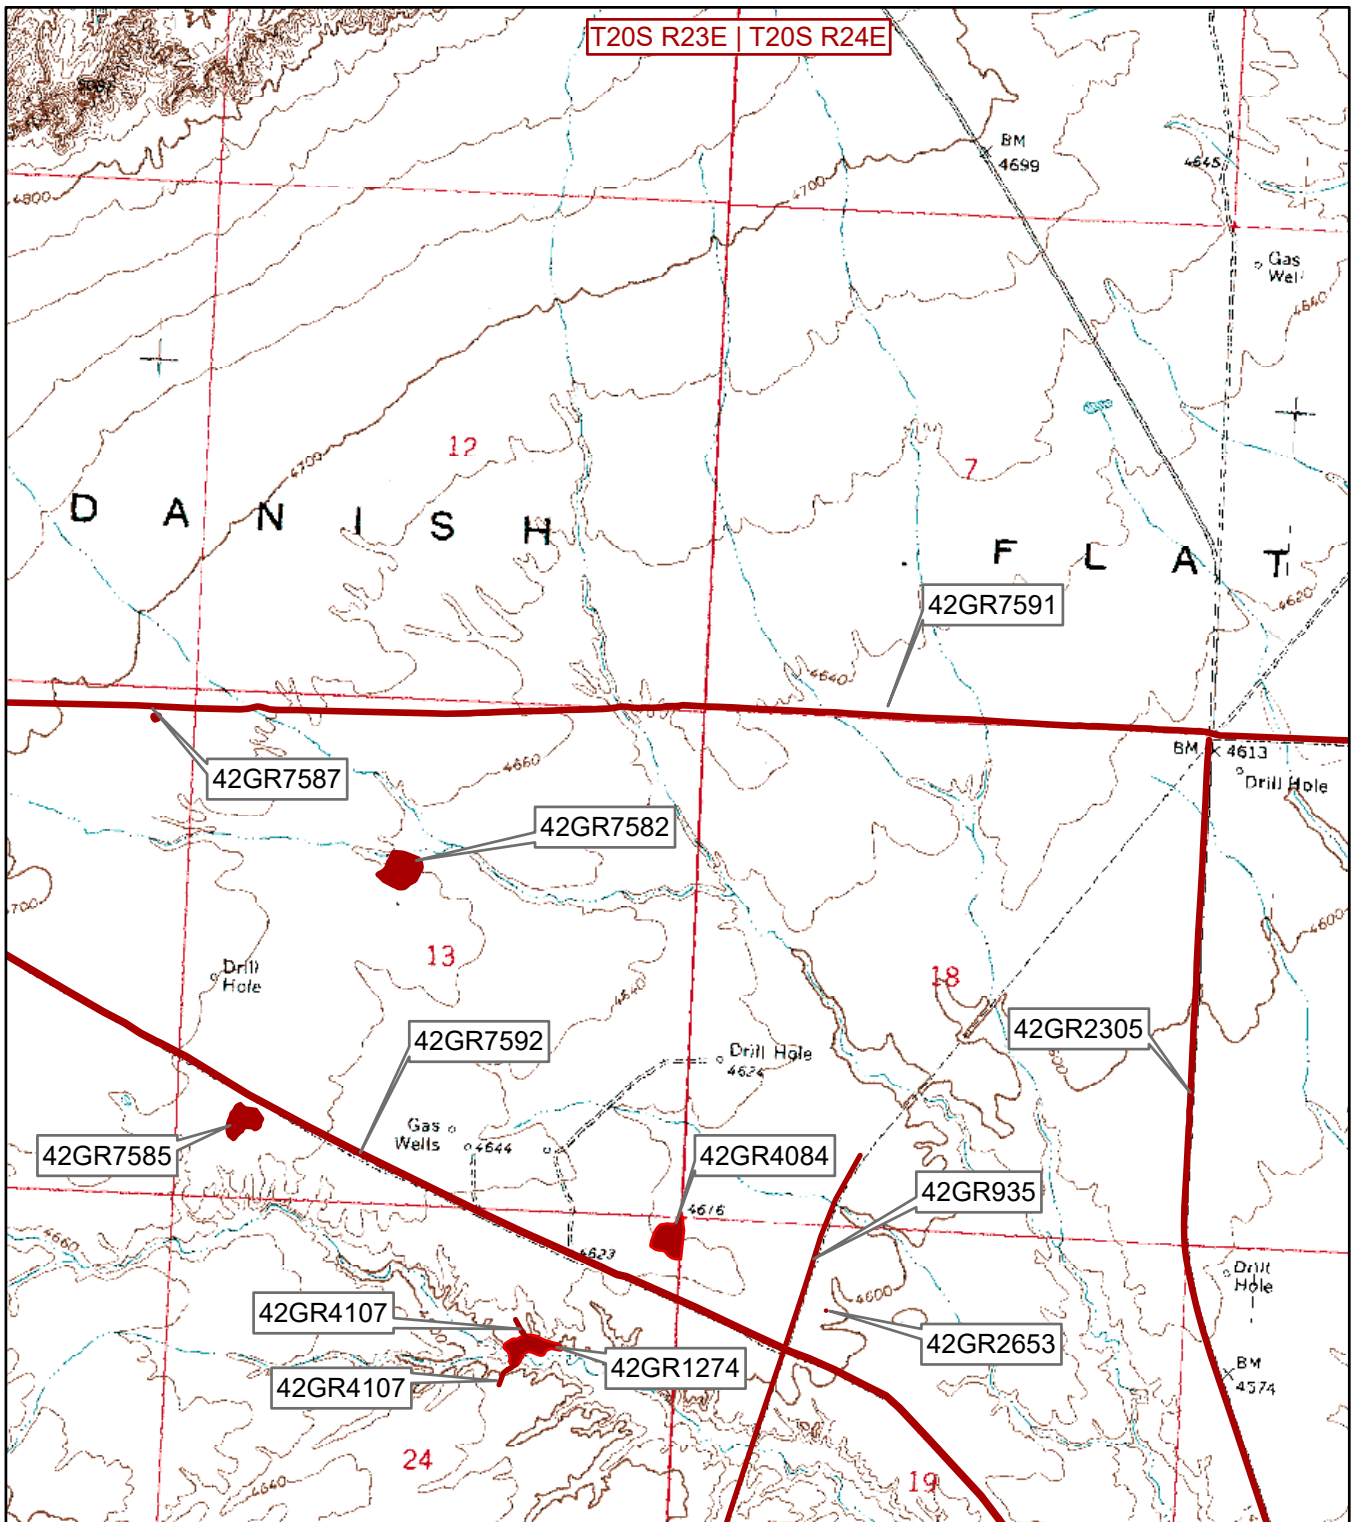 T20S R23E | T20S R24E
BM
4699
4645
4800
4700
Gas
Well
4640
12
7
4700
D A N I S H
F L A T
4620
42GR7591
4640
BM 4613
Drill Hole
42GR7587
4660
42GR7582
4700
4600
Drill
Hole
13
18
4640
42GR2305
42GR7592
Drill Hole
4624
Gas
Wells
4644
42GR7585
42GR4084
42GR935
4616
4660
4623
Drill
Hole
4600
42GR4107
42GR2653
42GR1274
42GR4107
BM
4574
24
19
4640